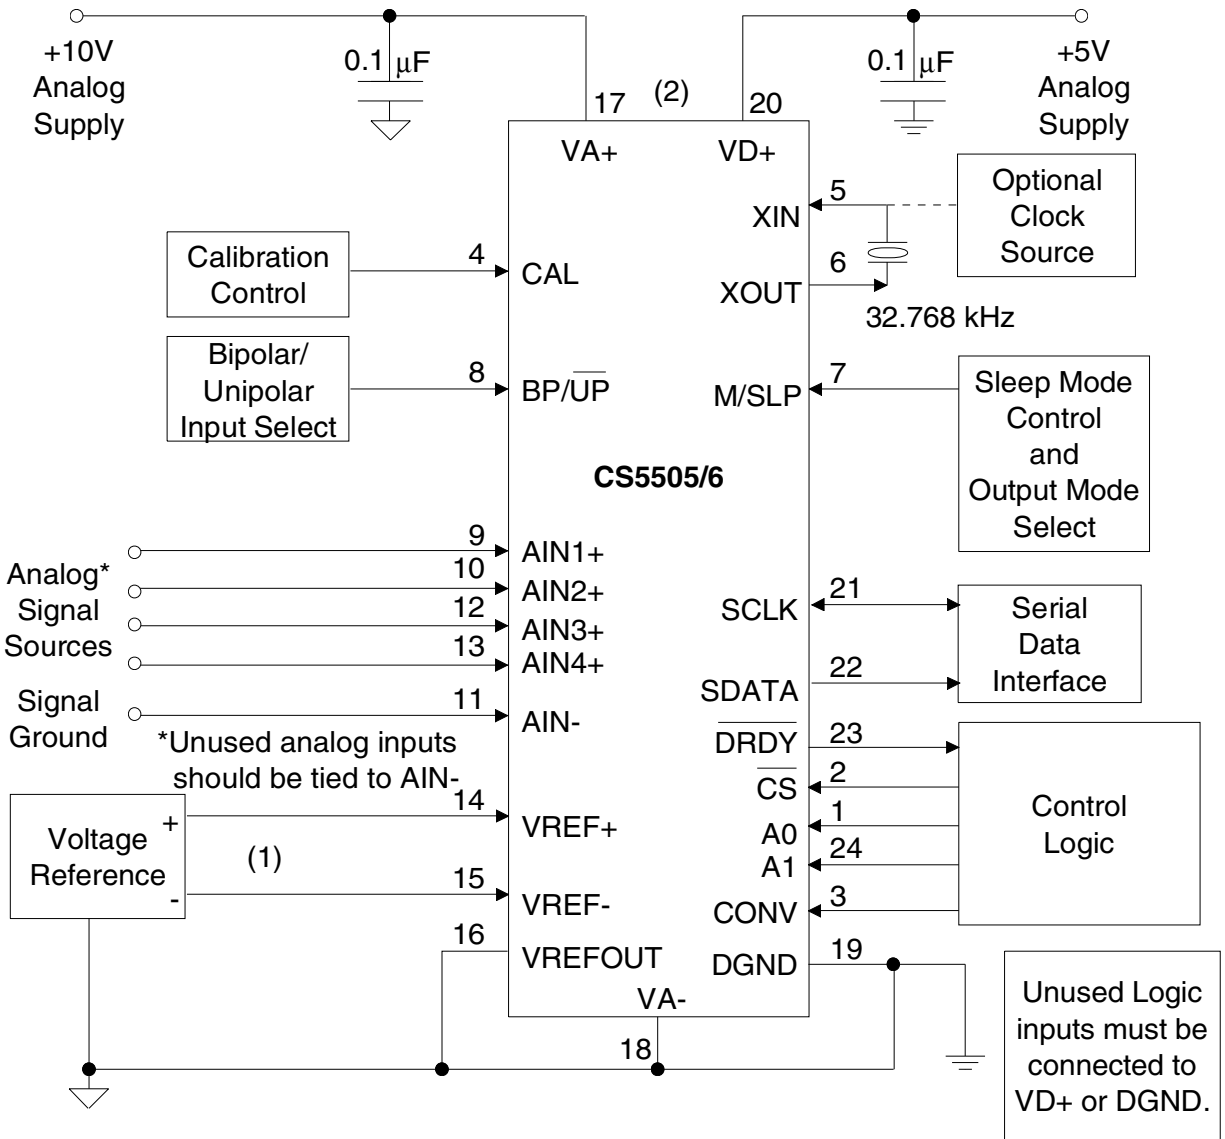 +10V
Analog
Supply
0.1 µF
17
(2)
20
0.1 µF
+5V
Analog
Supply
VA+
VD+
5
XIN
Optional
Clock
Source
Calibration
Control
4
CAL
6
XOUT
32.768 kHz
Bipolar/
Unipolar
Input Select
8
BP/U̅P̅
7
M/SLP
Sleep Mode
Control
and
Output Mode
Select
CS5505/6
Analog*
Signal
Sources
9
AIN1+
10
AIN2+
12
AIN3+
13
AIN4+
Signal
Ground
11
AIN-
*Unused analog inputs
should be tied to AIN-
21
SCLK
22
SDATA
Serial
Data
Interface
23
D̅R̅D̅Y̅
2
C̅S̅
1
A0
24
A1
3
CONV
Control
Logic
Voltage
Reference
+
-
(1)
14
VREF+
15
VREF-
16
VREFOUT
19
DGND
VA-
18
Unused Logic
inputs must be
connected to
VD+ or DGND.